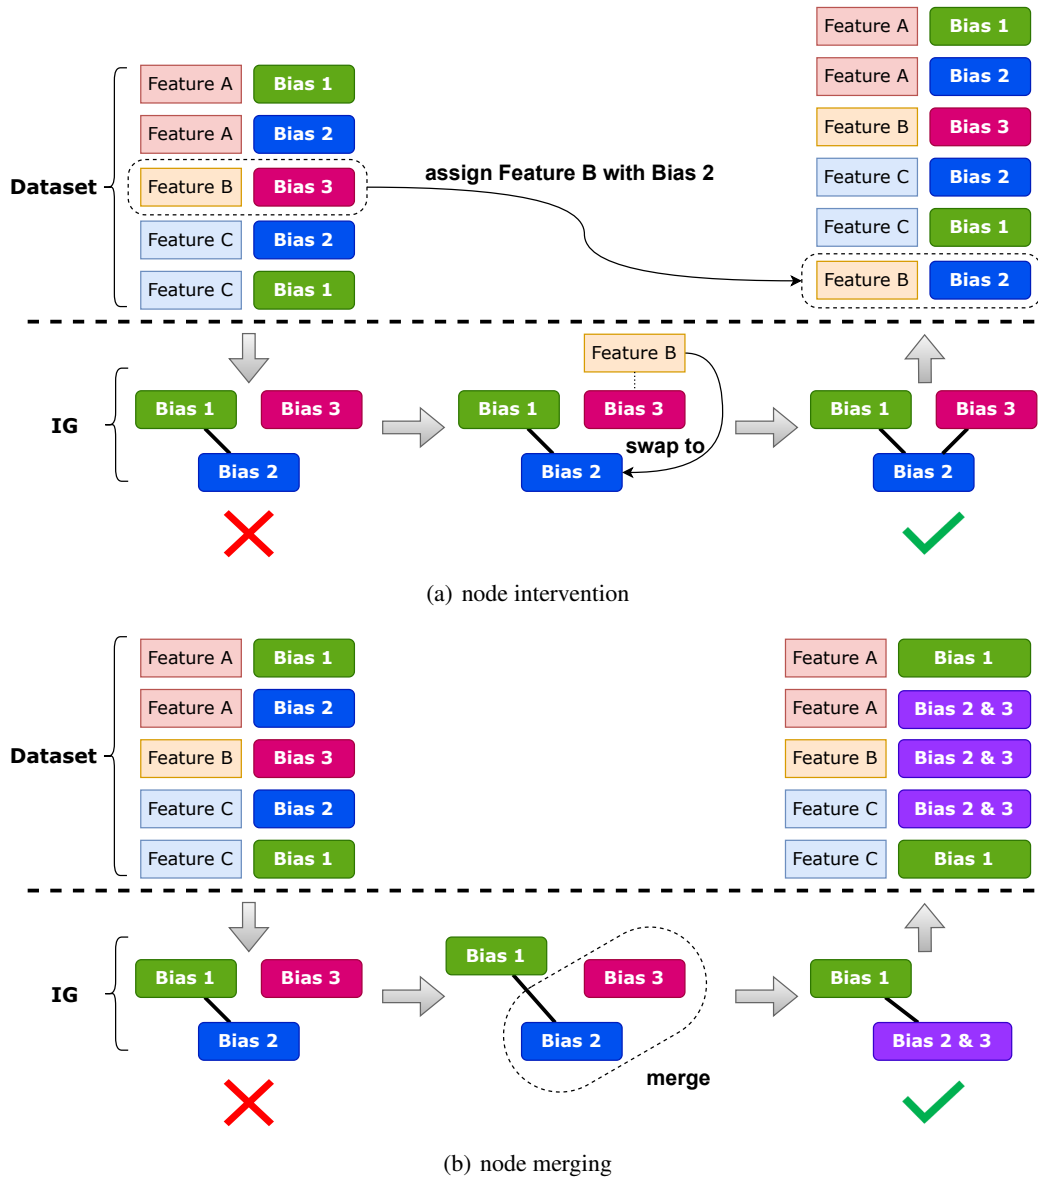 Feature A Bias 1
Feature A Bias 2
Feature B Bias 3
Feature C Bias 2
Feature C Bias 1
Dataset
assign Feature B with Bias 2
Feature A Bias 1
Feature A Bias 2
Feature B Bias 3
Feature C Bias 2
Feature C Bias 1
Feature B Bias 2
IG
Bias 1 Bias 3
Bias 2
Feature B
Bias 1 Bias 3
swap to
Bias 2
Bias 1 Bias 3
Bias 2
(a) node intervention
Feature A Bias 1
Feature A Bias 2
Feature B Bias 3
Feature C Bias 2
Feature C Bias 1
Dataset
Feature A Bias 1
Feature A Bias 2 & 3
Feature B Bias 2 & 3
Feature C Bias 2 & 3
Feature C Bias 1
IG
Bias 1 Bias 3
Bias 2
Bias 1 Bias 3
Bias 2
merge
Bias 1
Bias 2 & 3
(b) node merging